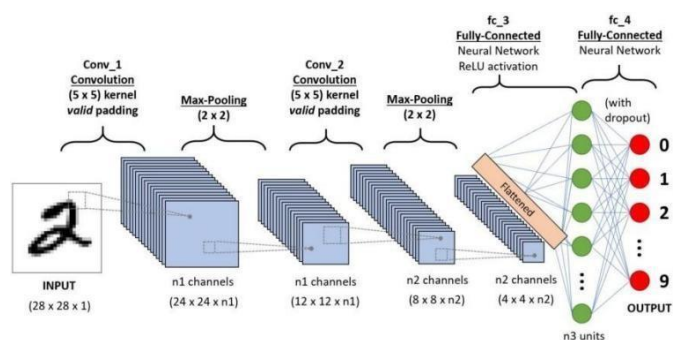 fc_3
Fully-Connected
Neural Network
ReLU activation
fc_4
Fully-Connected
Neural Network
Conv_1
Convolution
(5 x 5) kernel
valid padding
Max-Pooling
(2 x 2)
Conv_2
Convolution
(5 x 5) kernel
valid padding
Max-Pooling
(2 x 2)
(with
dropout)
0
1
2
9
Flattened
2
INPUT
(28 x 28 x 1)
n1 channels
(24 x 24 x n1)
n1 channels
(12 x 12 x n1)
n2 channels
(8 x 8 x n2)
n2 channels
(4 x 4 x n2)
OUTPUT
n3 units